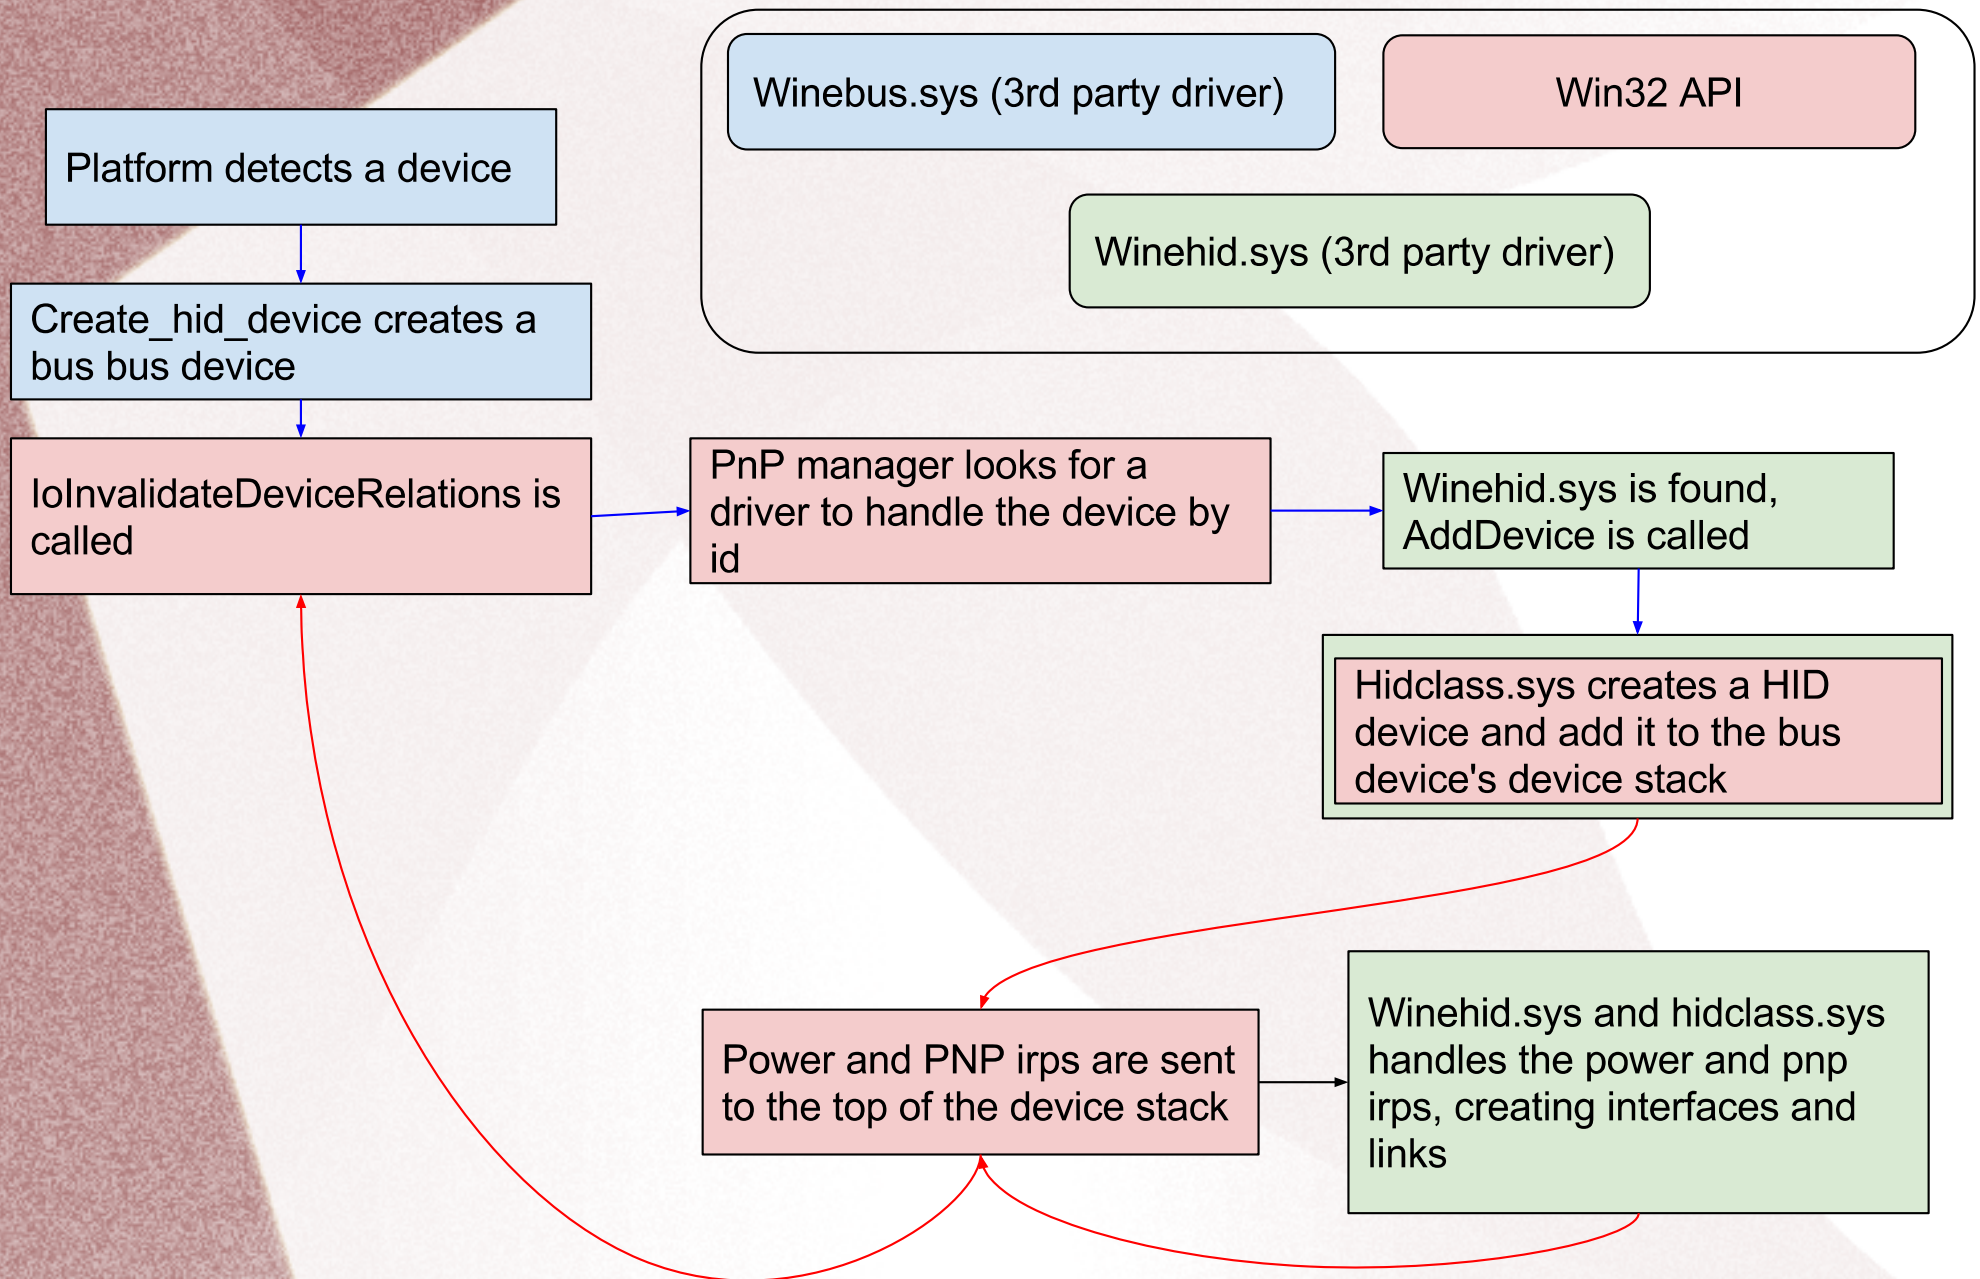 Winebus.sys (3rd party driver)
Win32 API
Winehid.sys (3rd party driver)
Platform detects a device
Create_hid_device creates a
bus bus device
IoInvalidateDeviceRelations is
called
PnP manager looks for a
driver to handle the device by
id
Winehid.sys is found,
AddDevice is called
Hidclass.sys creates a HID
device and add it to the bus
device's device stack
Power and PNP irps are sent
to the top of the device stack
Winehid.sys and hidclass.sys
handles the power and pnp
irps, creating interfaces and
links